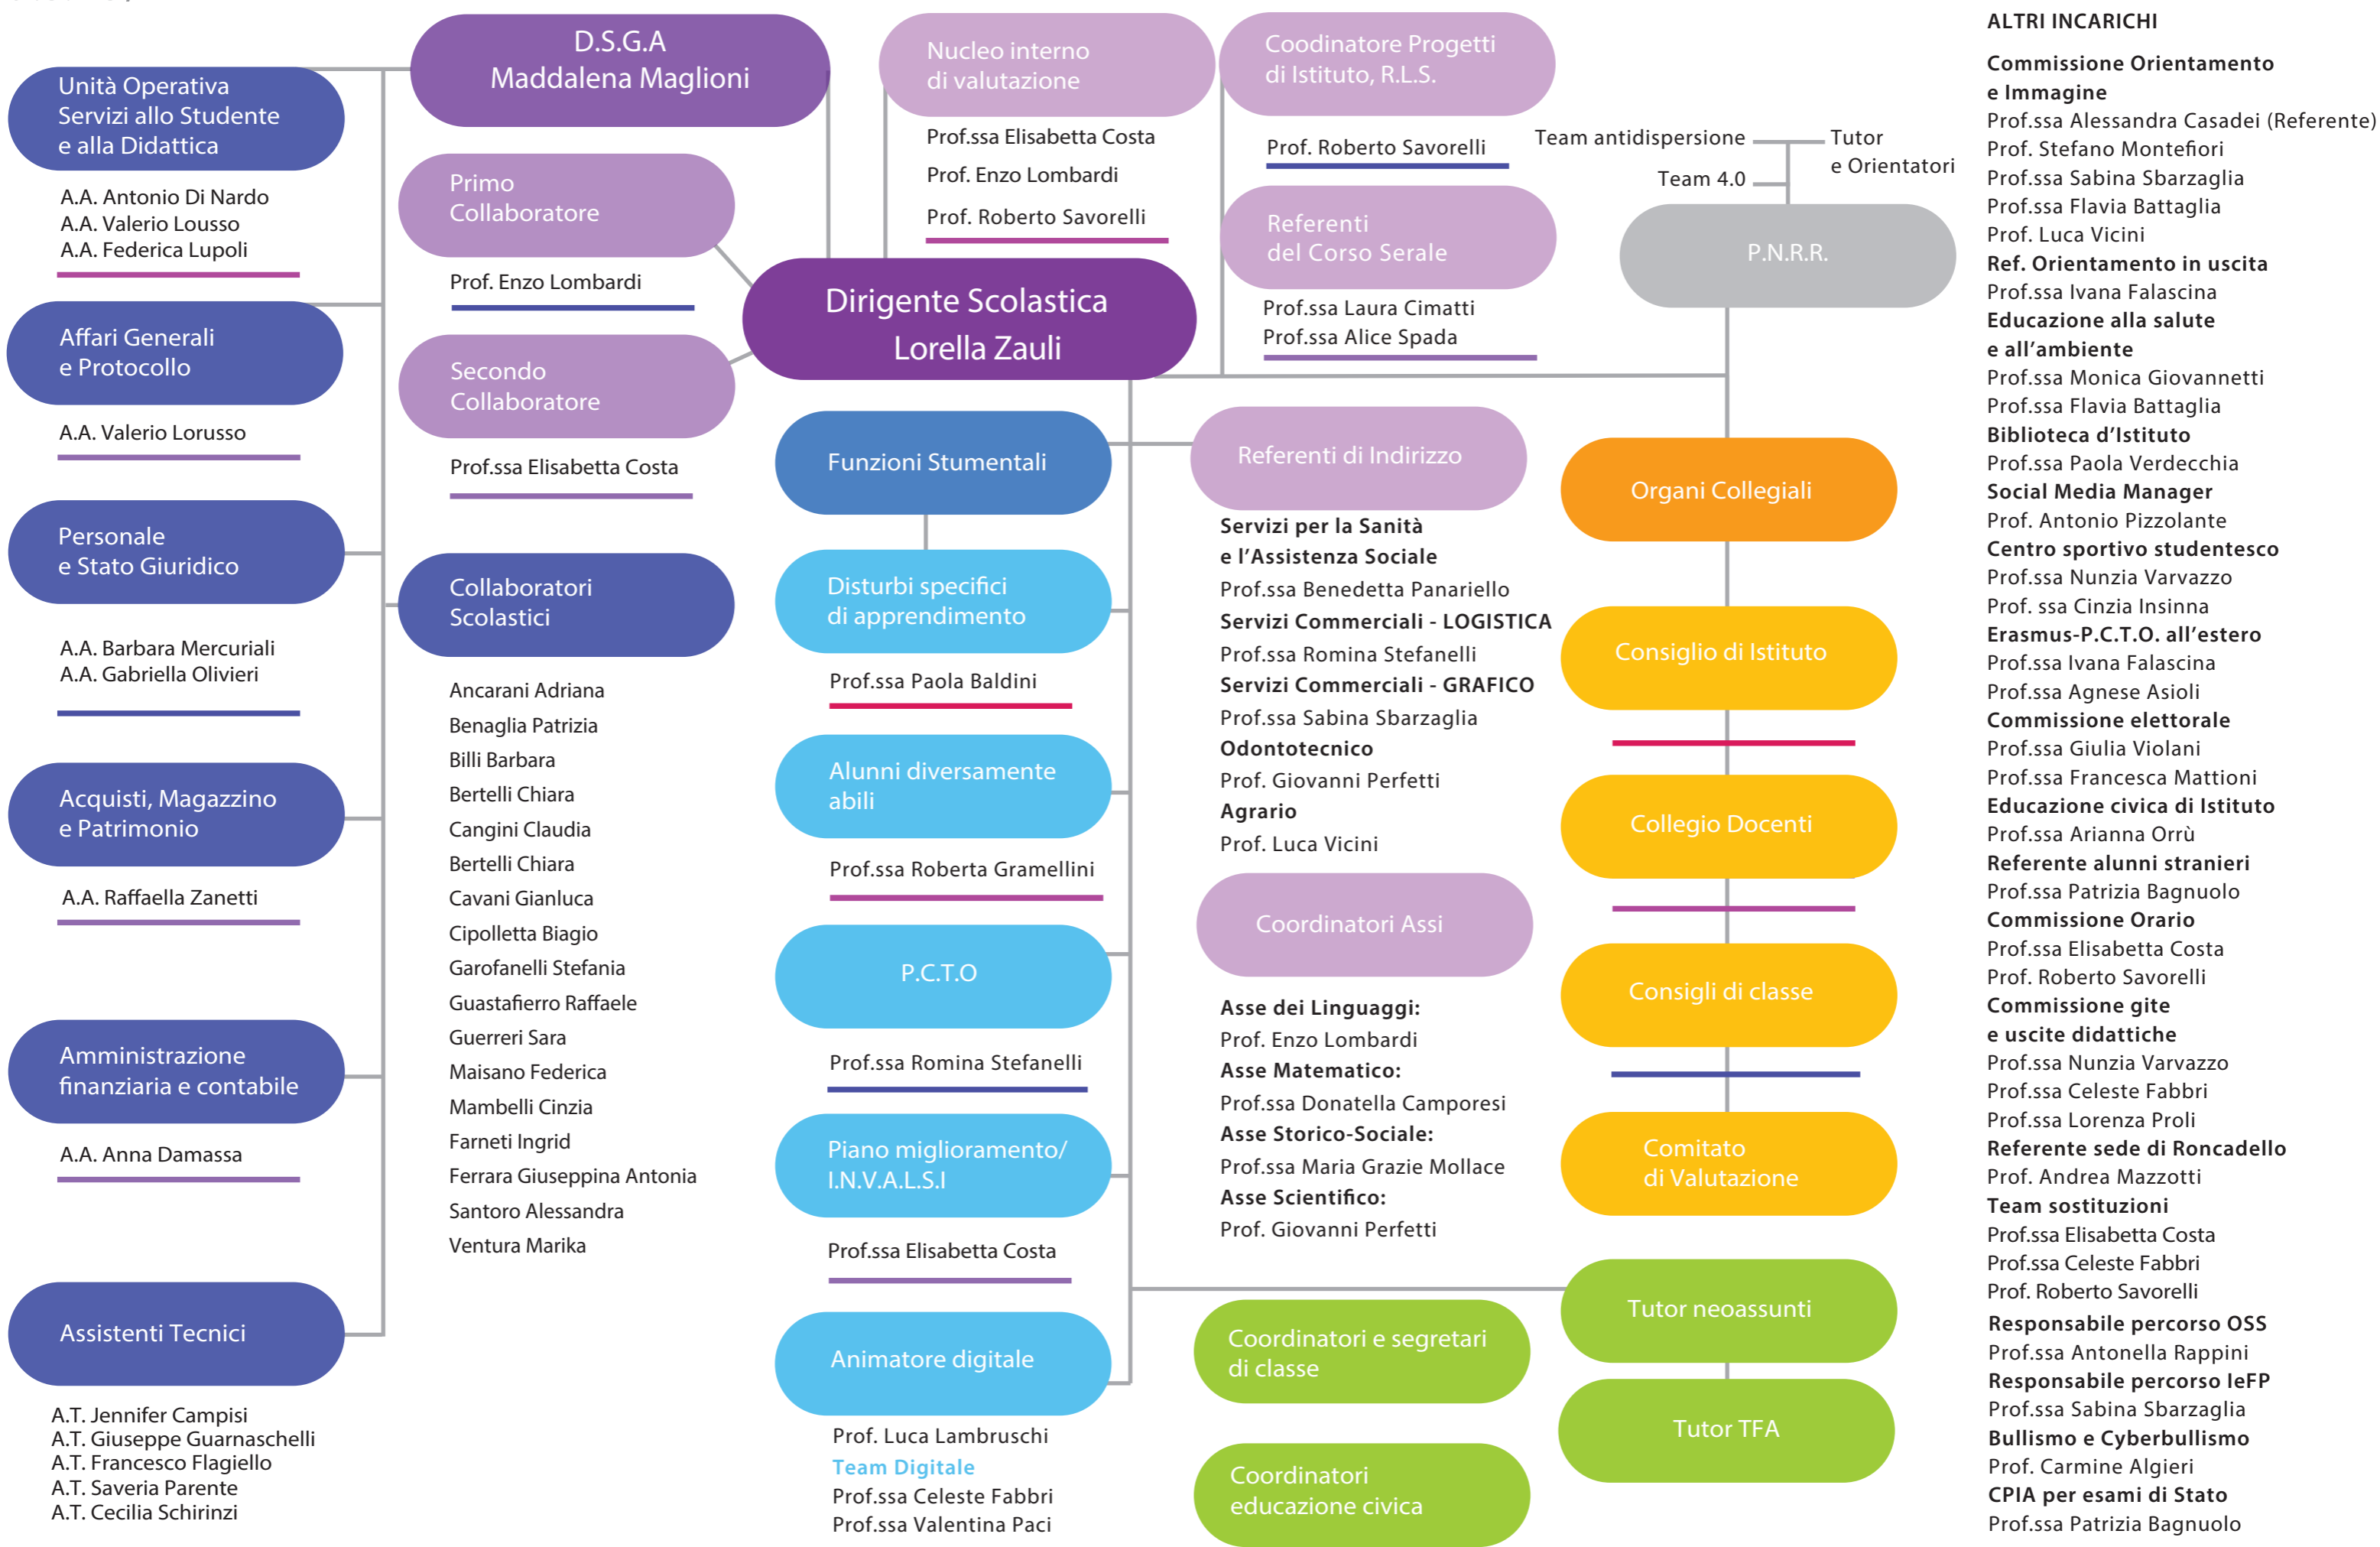 D.S.G.A
Maddalena Maglioni
Unità Operativa
Servizi allo Studente
e alla Didattica
A.A. Antonio Di Nardo
A.A. Valerio Lousso
A.A. Federica Lupoli
Affari Generali
e Protocollo
A.A. Valerio Lorusso
Personale
e Stato Giuridico
A.A. Barbara Mercuriali
A.A. Gabriella Olivieri
Acquisti, Magazzino
e Patrimonio
A.A. Raffaella Zanetti
Amministrazione
finanziaria e contabile
A.A. Anna Damassa
Assistenti Tecnici
A.T. Jennifer Campisi
A.T. Giuseppe Guarnaschelli
A.T. Francesco Flagiello
A.T. Saveria Parente
A.T. Cecilia Schirinzi
Primo
Collaboratore
Prof. Enzo Lombardi
Secondo
Collaboratore
Prof.ssa Elisabetta Costa
Collaboratori
Scolastici
Ancarani Adriana
Benaglia Patrizia
Billi Barbara
Bertelli Chiara
Cangini Claudia
Bertelli Chiara
Cavani Gianluca
Cipolletta Biagio
Garofanelli Stefania
Guastafierro Raffaele
Guerreri Sara
Maisano Federica
Mambelli Cinzia
Farneti Ingrid
Ferrara Giuseppina Antonia
Santoro Alessandra
Ventura Marika
Nucleo interno
di valutazione
Prof.ssa Elisabetta Costa
Prof. Enzo Lombardi
Prof. Roberto Savorelli
Dirigente Scolastica
Lorella Zauli
Funzioni Stumentali
Disturbi specifici
di apprendimento
Prof.ssa Paola Baldini
Alunni diversamente
abili
Prof.ssa Roberta Gramellini
P.C.T.O
Prof.ssa Romina Stefanelli
Piano miglioramento/
I.N.V.A.L.S.I
Prof.ssa Elisabetta Costa
Animatore digitale
Prof. Luca Lambruschi
Team Digitale
Prof.ssa Celeste Fabbri
Prof.ssa Valentina Paci
Coodinatore Progetti
di Istituto, R.L.S.
Prof. Roberto Savorelli
Referenti
del Corso Serale
Prof.ssa Laura Cimatti
Prof.ssa Alice Spada
Referenti di Indirizzo
Servizi per la Sanità
e l'Assistenza Sociale
Prof.ssa Benedetta Panariello
Servizi Commerciali - LOGISTICA
Prof.ssa Romina Stefanelli
Servizi Commerciali - GRAFICO
Prof.ssa Sabina Sbarzaglia
Odontotecnico
Prof. Giovanni Perfetti
Agrario
Prof. Luca Vicini
Coordinatori Assi
Asse dei Linguaggi:
Prof. Enzo Lombardi
Asse Matematico:
Prof.ssa Donatella Camporesi
Asse Storico-Sociale:
Prof.ssa Maria Grazie Mollace
Asse Scientifico:
Prof. Giovanni Perfetti
Coordinatori e segretari
di classe
Coordinatori
educazione civica
Team antidispersione
Tutor
e Orientatori
Team 4.0
P.N.R.R.
Organi Collegiali
Consiglio di Istituto
Collegio Docenti
Consigli di classe
Comitato
di Valutazione
Tutor neoassunti
Tutor TFA
ALTRI INCARICHI
Commissione Orientamento
e Immagine
Prof.ssa Alessandra Casadei (Referente)
Prof. Stefano Montefiori
Prof.ssa Sabina Sbarzaglia
Prof.ssa Flavia Battaglia
Prof. Luca Vicini
Ref. Orientamento in uscita
Prof.ssa Ivana Falascina
Educazione alla salute
e all'ambiente
Prof.ssa Monica Giovannetti
Prof.ssa Flavia Battaglia
Biblioteca d'Istituto
Prof.ssa Paola Verdecchia
Social Media Manager
Prof. Antonio Pizzolante
Centro sportivo studentesco
Prof.ssa Nunzia Varvazzo
Prof. ssa Cinzia Insinna
Erasmus-P.C.T.O. all'estero
Prof.ssa Ivana Falascina
Prof.ssa Agnese Asioli
Commissione elettorale
Prof.ssa Giulia Violani
Prof.ssa Francesca Mattioni
Educazione civica di Istituto
Prof.ssa Arianna Orrù
Referente alunni stranieri
Prof.ssa Patrizia Bagnuolo
Commissione Orario
Prof.ssa Elisabetta Costa
Prof. Roberto Savorelli
Commissione gite
e uscite didattiche
Prof.ssa Nunzia Varvazzo
Prof.ssa Celeste Fabbri
Prof.ssa Lorenza Proli
Referente sede di Roncadello
Prof. Andrea Mazzotti
Team sostituzioni
Prof.ssa Elisabetta Costa
Prof.ssa Celeste Fabbri
Prof. Roberto Savorelli
Responsabile percorso OSS
Prof.ssa Antonella Rappini
Responsabile percorso IeFP
Prof.ssa Sabina Sbarzaglia
Bullismo e Cyberbullismo
Prof. Carmine Algieri
CPIA per esami di Stato
Prof.ssa Patrizia Bagnuolo